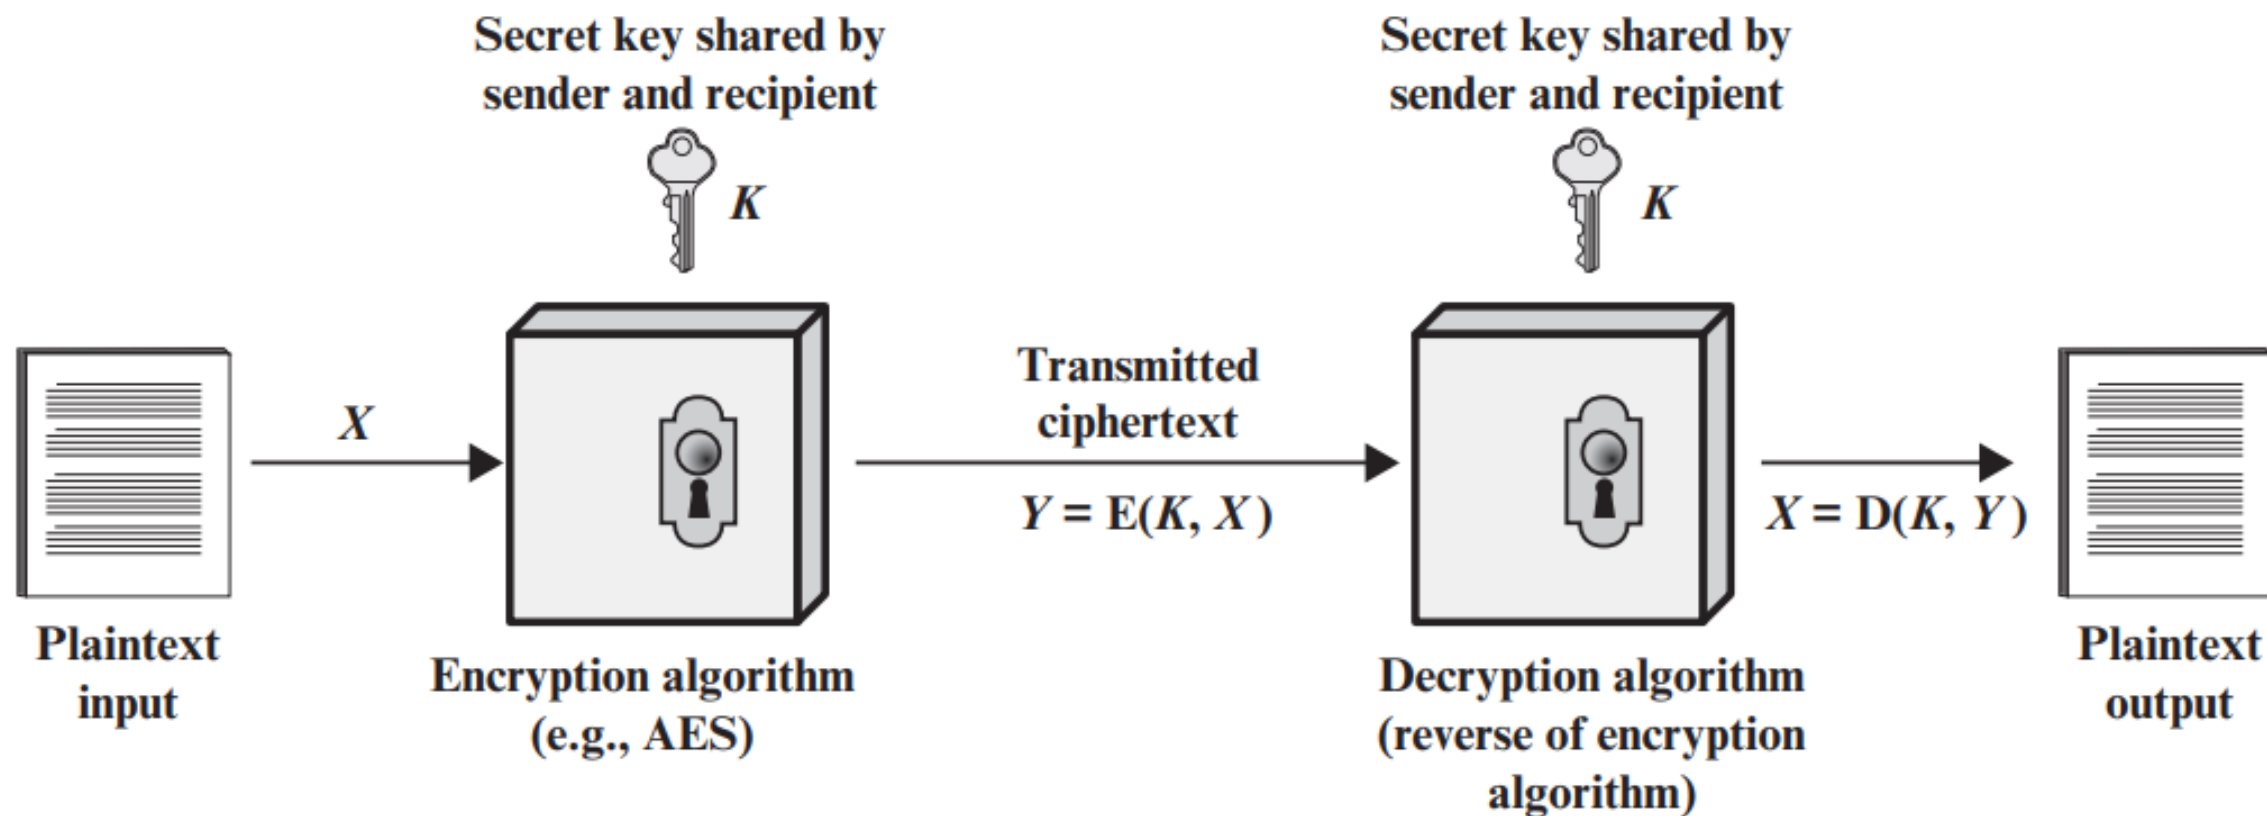 Secret key shared by
sender and recipient
K
Secret key shared by
sender and recipient
K
X
Transmitted
ciphertext
Y = E(K, X)
X = D(K, Y)
Plaintext
input
Encryption algorithm
(e.g., AES)
Decryption algorithm
(reverse of encryption
algorithm)
Plaintext
output